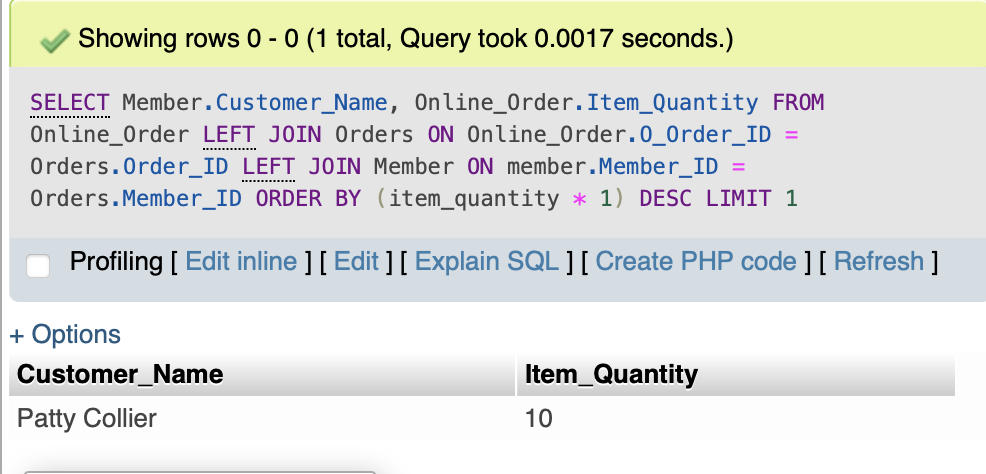 Showing rows 0 - 0 (1 total, Query took 0.0017 seconds.)
SELECT Member.Customer_Name, Online_Order.Item_Quantity FROM
Online_Order LEFT JOIN Orders ON Online_Order.O_Order_ID =
Orders.Order_ID LEFT JOIN Member ON member.Member_ID =
Orders.Member_ID ORDER BY (item_quantity * 1) DESC LIMIT 1
Profiling [ Edit inline ] [ Edit ] [ Explain SQL ] [ Create PHP code ] [ Refresh ]
+ Options
Customer_Name Item_Quantity
Patty Collier 10